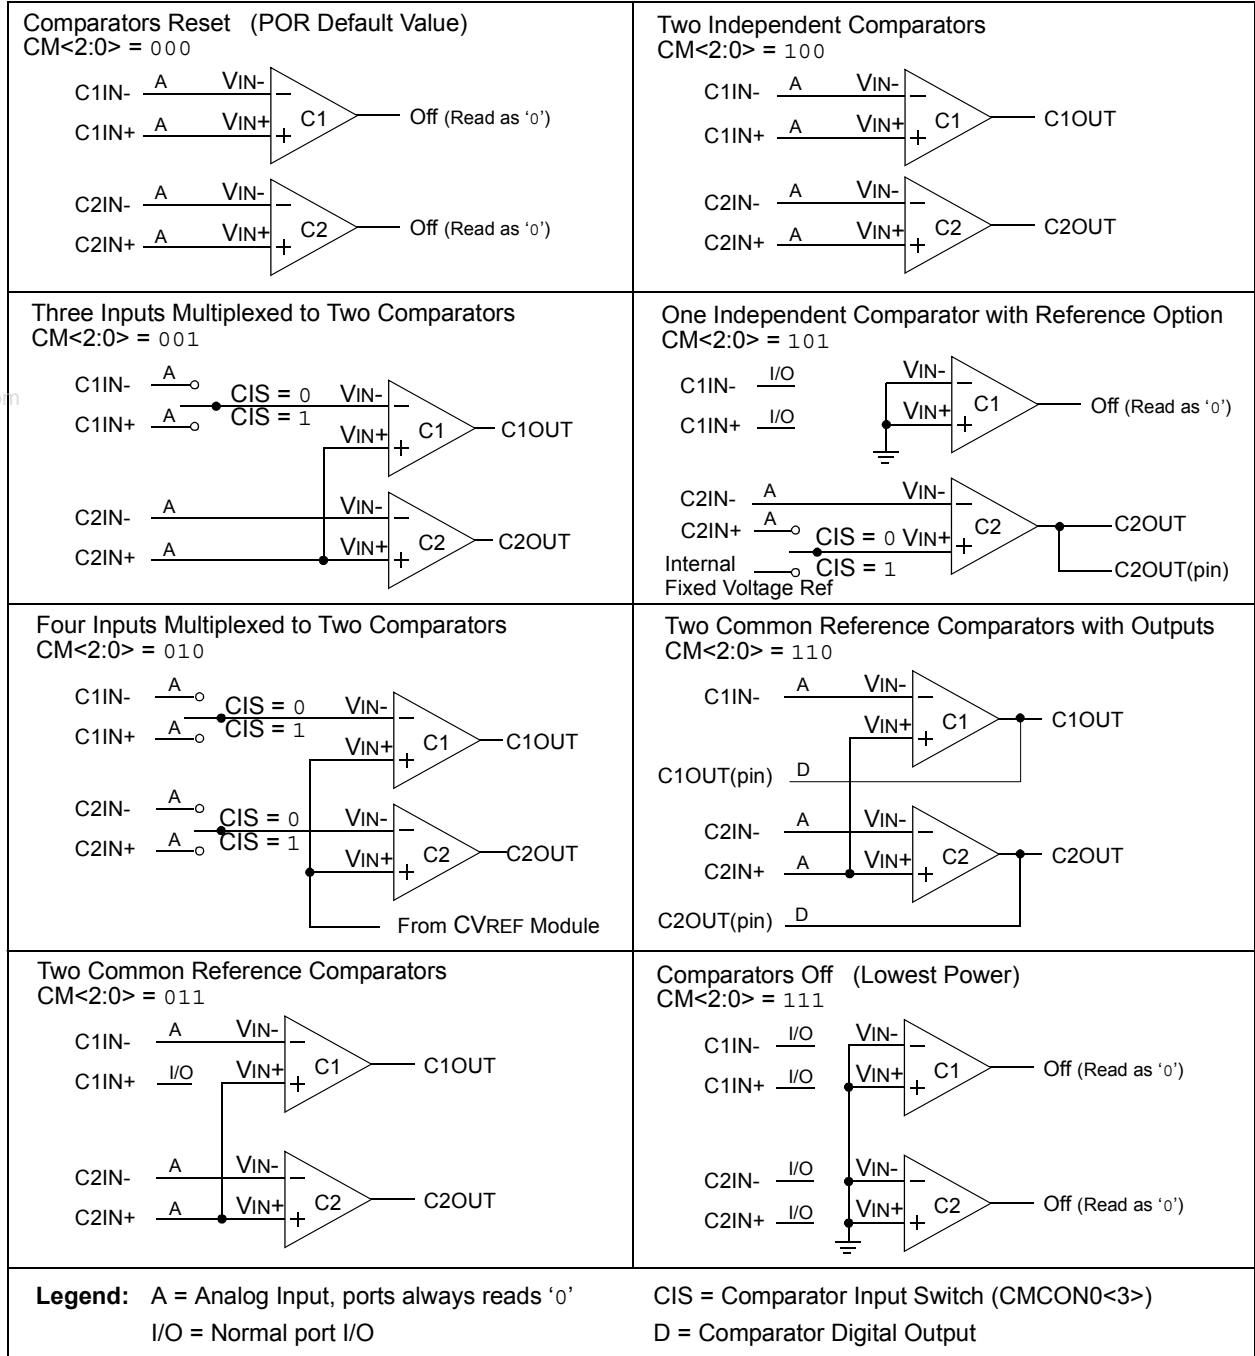 Comparators Reset (POR Default Value)
CM<2:0> = 000
C1IN- A VIN-
C1IN+ A VIN+ C1 Off (Read as ‘0’)
C2IN- A VIN-
C2IN+ A VIN+ C2 Off (Read as ‘0’)
Two Independent Comparators
CM<2:0> = 100
C1IN- A VIN-
C1IN+ A VIN+ C1 C1OUT
C2IN- A VIN-
C2IN+ A VIN+ C2 C2OUT
Three Inputs Multiplexed to Two Comparators
CM<2:0> = 001
C1IN- A CIS = 0 VIN-
C1IN+ A CIS = 1 VIN+ C1 C1OUT
C2IN- A VIN-
C2IN+ A VIN+ C2 C2OUT
One Independent Comparator with Reference Option
CM<2:0> = 101
C1IN- I/O VIN-
C1IN+ I/O VIN+ C1 Off (Read as ‘0’)
C2IN- A VIN-
C2IN+ A CIS = 0 VIN+ C2 C2OUT
Internal CIS = 1 C2OUT(pin)
Fixed Voltage Ref
Four Inputs Multiplexed to Two Comparators
CM<2:0> = 010
C1IN- A CIS = 0 VIN-
C1IN+ A CIS = 1 VIN+ C1 C1OUT
C2IN- A CIS = 0 VIN-
C2IN+ A CIS = 1 VIN+ C2 C2OUT
From CVREF Module
Two Common Reference Comparators with Outputs
CM<2:0> = 110
C1IN- A VIN-
VIN+ C1 C1OUT
C1OUT(pin) D
C2IN- A VIN-
C2IN+ A VIN+ C2 C2OUT
C2OUT(pin) D
Two Common Reference Comparators
CM<2:0> = 011
C1IN- A VIN-
C1IN+ I/O VIN+ C1 C1OUT
C2IN- A VIN-
C2IN+ A VIN+ C2 C2OUT
Comparators Off (Lowest Power)
CM<2:0> = 111
C1IN- I/O VIN-
C1IN+ I/O VIN+ C1 Off (Read as ‘0’)
C2IN- I/O VIN-
C2IN+ I/O VIN+ C2 Off (Read as ‘0’)
Legend: A = Analog Input, ports always reads ‘0’ CIS = Comparator Input Switch (CMCON0<3>)
I/O = Normal port I/O D = Comparator Digital Output